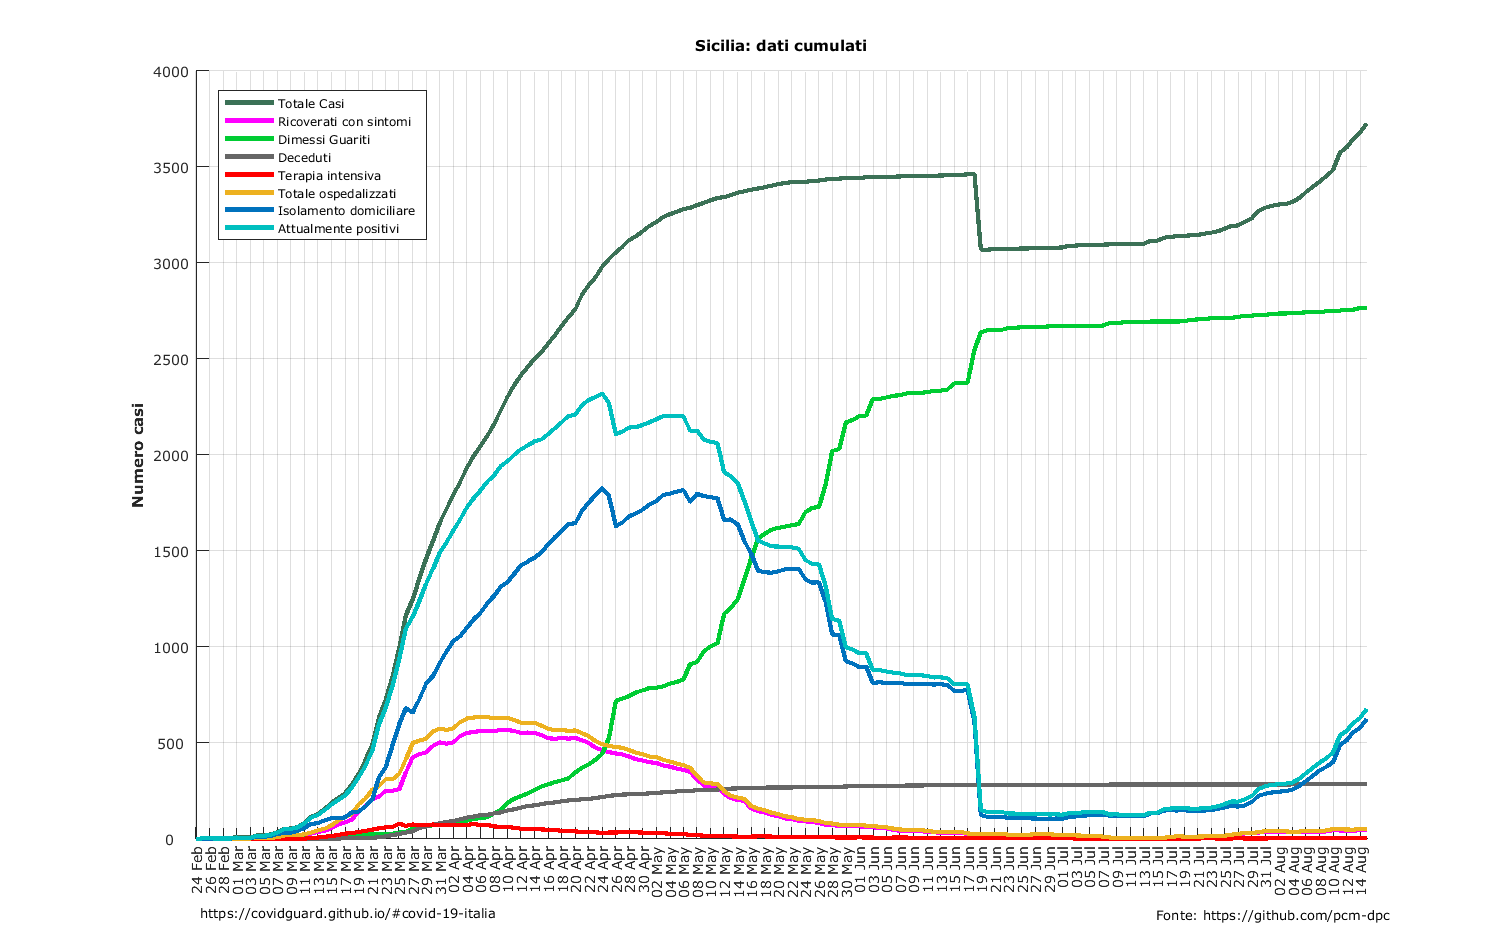 Sicilia: dati cumulati
4000
3500
3000
2500
2000
1500
1000
500
0
Numero casi
Totale Casi
Ricoverati con sintomi
Dimessi Guariti
Deceduti
Terapia intensiva
Totale ospedalizzati
Isolamento domiciliare
Attualmente positivi
24 Feb
26 Feb
28 Feb
01 Mar
03 Mar
05 Mar
07 Mar
09 Mar
11 Mar
13 Mar
15 Mar
17 Mar
19 Mar
21 Mar
23 Mar
25 Mar
27 Mar
29 Mar
31 Mar
02 Apr
04 Apr
06 Apr
08 Apr
10 Apr
12 Apr
14 Apr
16 Apr
18 Apr
20 Apr
22 Apr
24 Apr
26 Apr
28 Apr
30 Apr
02 May
04 May
06 May
08 May
10 May
12 May
14 May
16 May
18 May
20 May
22 May
24 May
26 May
28 May
30 May
01 Jun
03 Jun
05 Jun
07 Jun
09 Jun
11 Jun
13 Jun
15 Jun
17 Jun
19 Jun
21 Jun
23 Jun
25 Jun
27 Jun
29 Jun
01 Jul
03 Jul
05 Jul
07 Jul
09 Jul
11 Jul
13 Jul
15 Jul
17 Jul
19 Jul
21 Jul
23 Jul
25 Jul
27 Jul
29 Jul
31 Jul
02 Aug
04 Aug
06 Aug
08 Aug
10 Aug
12 Aug
14 Aug
https://covidguard.github.io/#covid-19-italia
Fonte: https://github.com/pcm-dpc